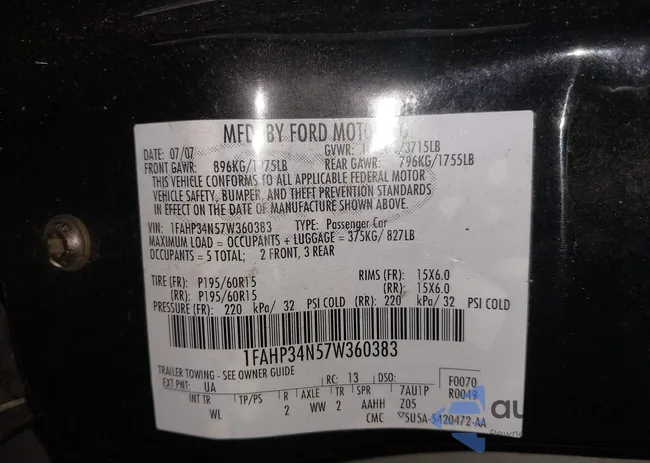 MFD. BY FORD MOTOR CO.
DATE: 07/07 GVWR: /3715LB
FRONT GAWR: 896KG/1975LB REAR GAWR: 796KG/1755LB
THIS VEHICLE CONFORMS TO ALL APPLICABLE FEDERAL MOTOR
VEHICLE SAFETY, BUMPER, AND THEFT PREVENTION STANDARDS
IN EFFECT ON THE DATE OF MANUFACTURE SHOWN ABOVE.
VIN: 1FAHP34N57W360383 TYPE: Passenger Car
MAXIMUM LOAD = OCCUPANTS + LUGGAGE = 375KG/ 827LB
OCCUPANTS = 5 TOTAL; 2 FRONT, 3 REAR
TIRE (FR): P195/60R15 RIMS (FR): 15X6.0
(RR): P195/60R15 (RR): 15X6.0
PRESSURE (FR): 220 kPa/ 32 PSI COLD (RR): 220 kPa/ 32 PSI COLD
1FAHP34N57W360383
TRAILER TOWING - SEE OWNER GUIDE
EXT PNT: UA RC: 13 DSO: F0070
R0049
INT TR TP/PS R AXLE TR SPR 7AU1P
WL 2 WW 2 AAHH Z05
CMC 5U5A-5420472-AA